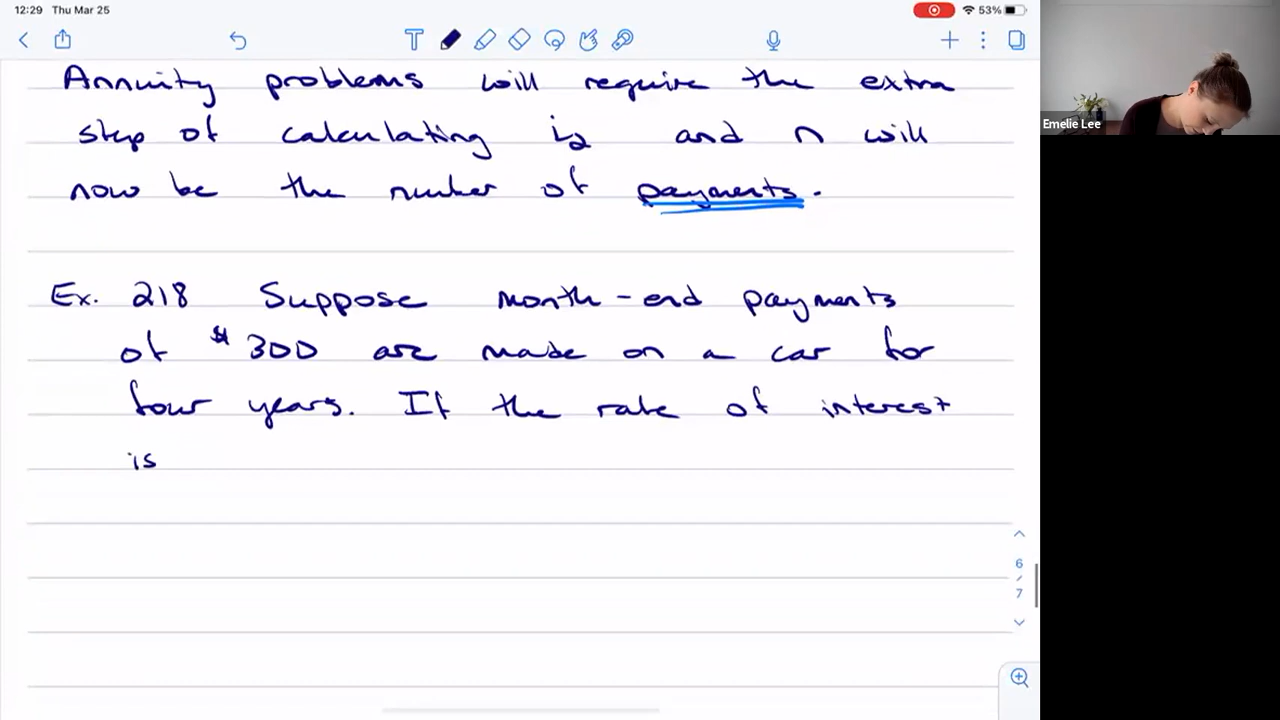 12:29 Thu Mar 25
53%
Annuity problems will require the extra
step of calculating i₂ and n will
now be the number of payments.
Emelie Lee
Ex. 218 Suppose month-end payments
of $300 are made on a car for
four years. If the rate of interest
is
6
7